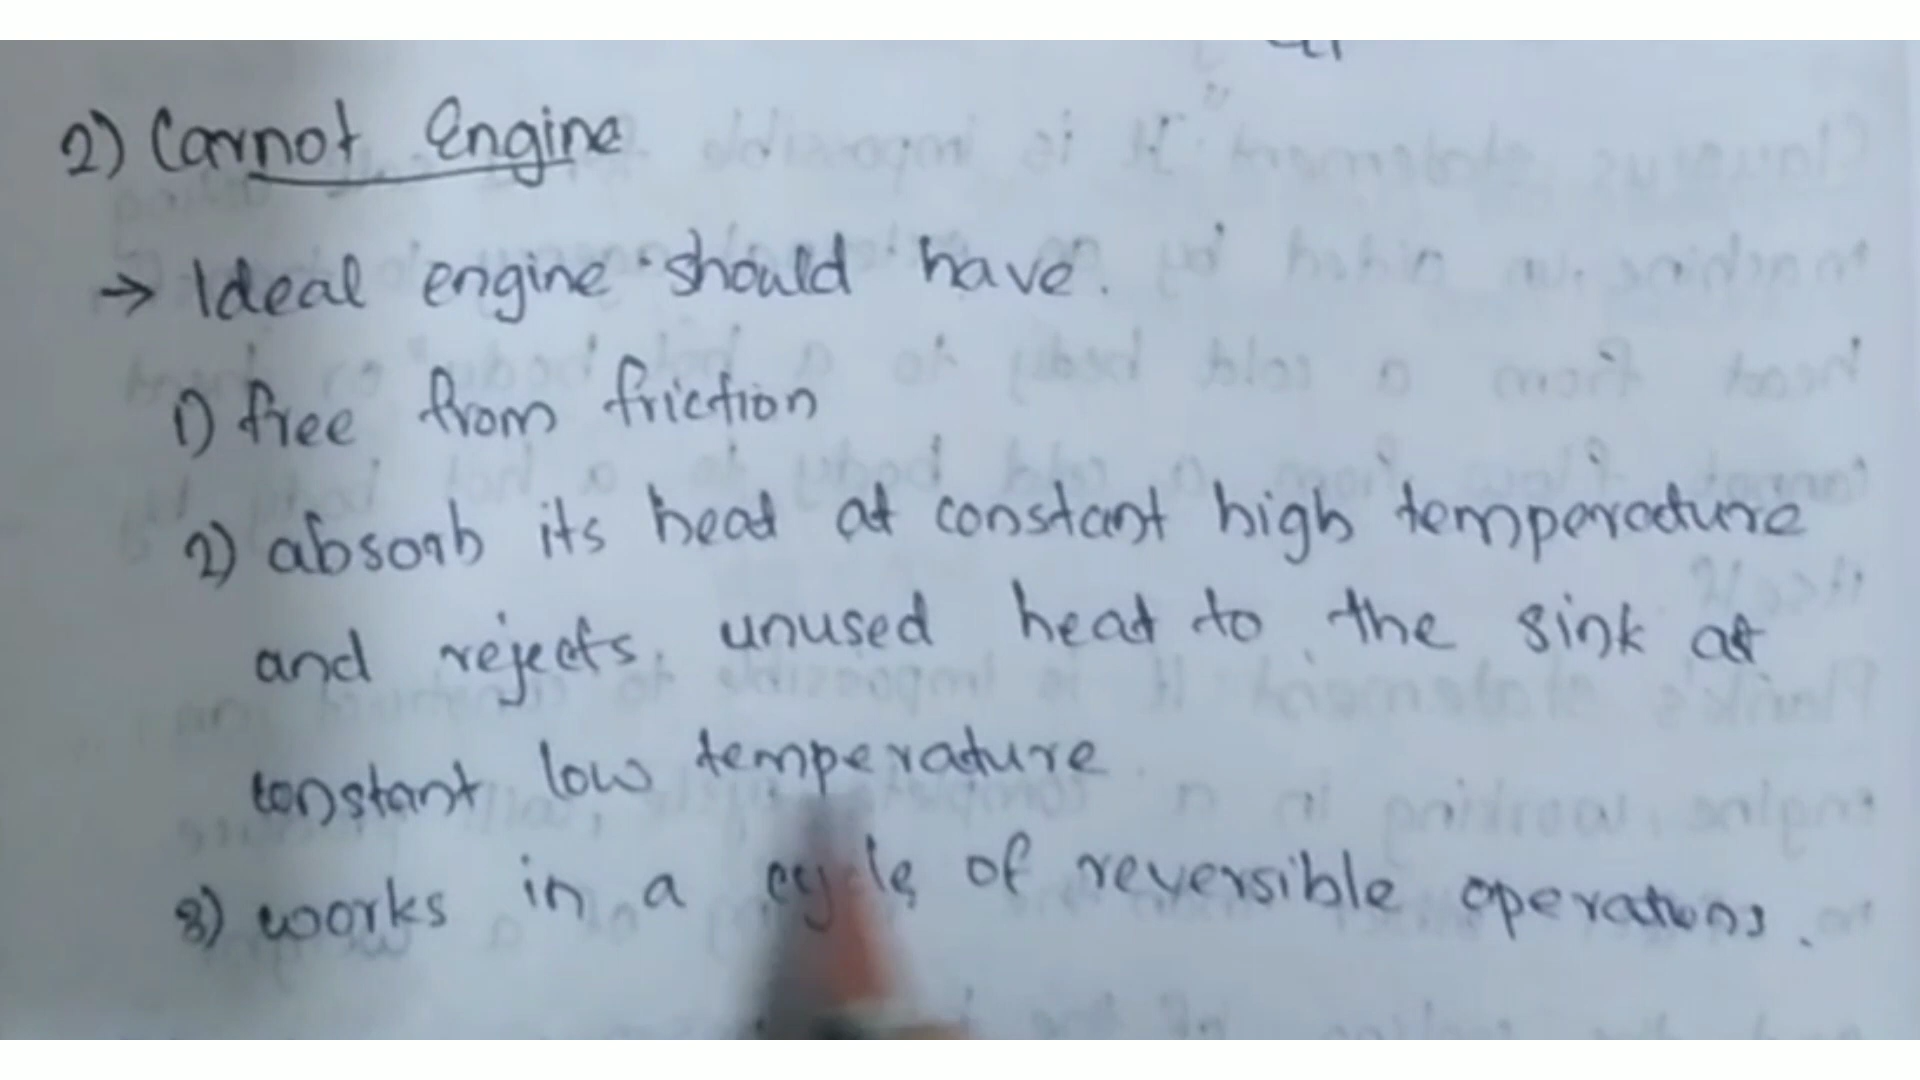 2) Carnot Engine
→ Ideal engine should have.
1) free from friction
2) absorb its heat at constant high temperature
and rejects unused heat to the sink at
constant low temperature
3) works in a cycle of reversible operations.